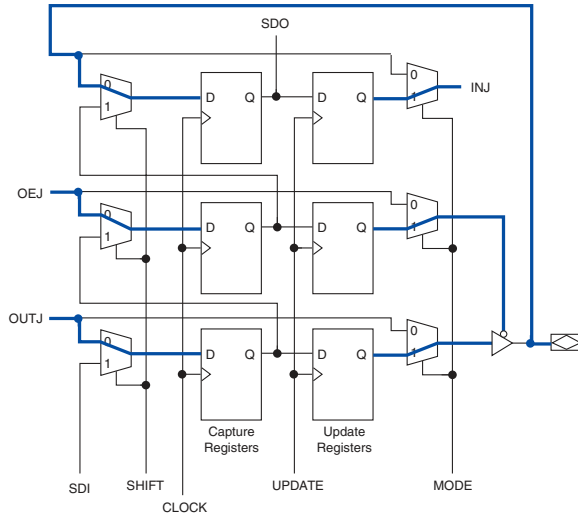 SDO
0
1
D Q
D Q
0
1
INJ
OEJ
0
1
D Q
D Q
0
1
OUTJ
0
1
D Q
D Q
0
1
Capture
Registers
Update
Registers
SDI
SHIFT
CLOCK
UPDATE
MODE